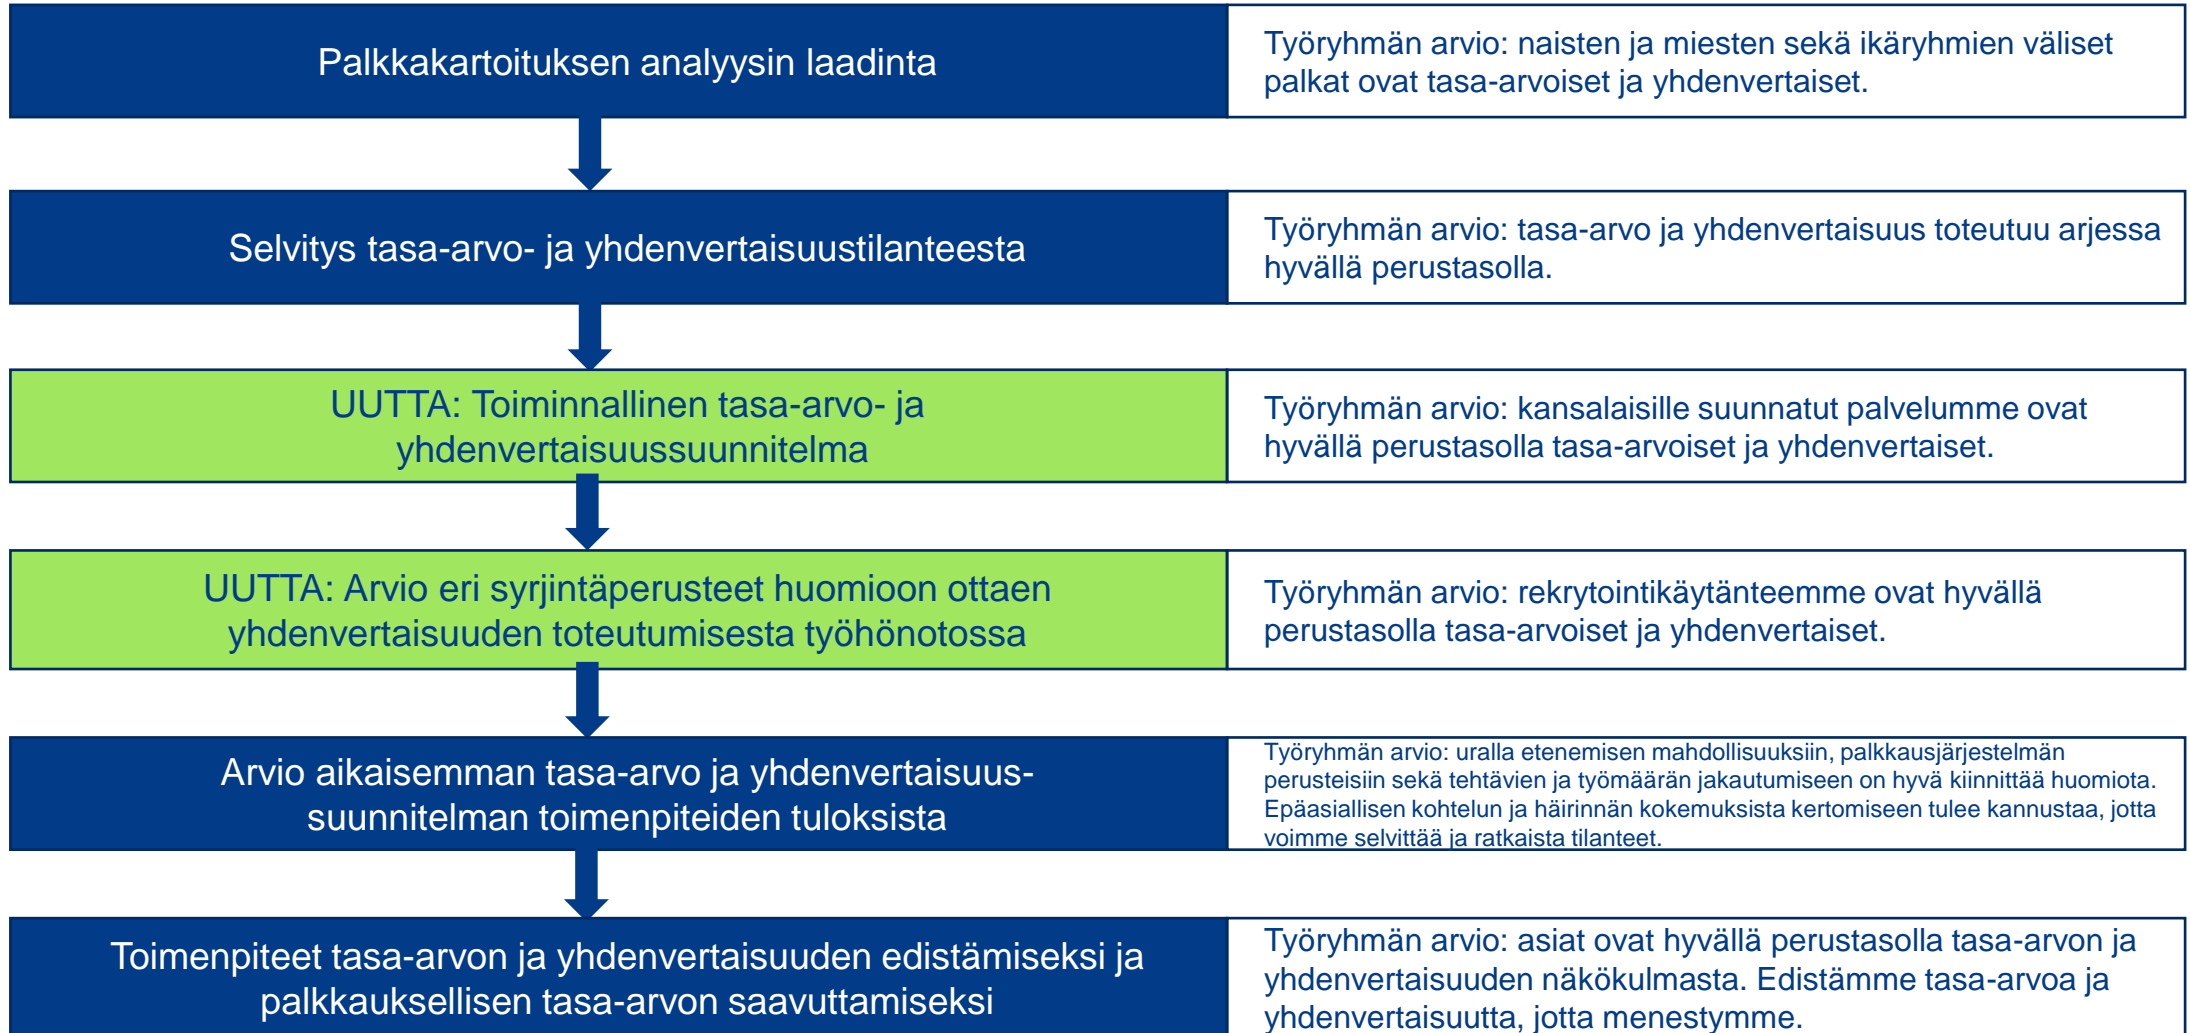 Palkkakartoituksen analyysin laadinta
Työryhmän arvio: naisten ja miesten sekä ikäryhmien väliset
palkat ovat tasa-arvoiset ja yhdenvertaiset.
Selvitys tasa-arvo- ja yhdenvertaisuustilanteesta
Työryhmän arvio: tasa-arvo ja yhdenvertaisuus toteutuu arjessa
hyvällä perustasolla.
UUTTA: Toiminnallinen tasa-arvo- ja
yhdenvertaisuussuunnitelma
Työryhmän arvio: kansalaisille suunnatut palvelumme ovat
hyvällä perustasolla tasa-arvoiset ja yhdenvertaiset.
UUTTA: Arvio eri syrjintäperusteet huomioon ottaen
yhdenvertaisuuden toteutumisesta työhönotossa
Työryhmän arvio: rekrytointikäytänteemme ovat hyvällä
perustasolla tasa-arvoiset ja yhdenvertaiset.
Arvio aikaisemman tasa-arvo ja yhdenvertaisuus-
suunnitelman toimenpiteiden tuloksista
Työryhmän arvio: uralla etenemisen mahdollisuuksiin, palkkausjärjestelmän
perusteisiin sekä tehtävien ja työmäärän jakautumiseen on hyvä kiinnittää huomiota.
Epäasiallisen kohtelun ja häirinnän kokemuksista kertomiseen tulee kannustaa, jotta
voimme selvittää ja ratkaista tilanteet.
Toimenpiteet tasa-arvon ja yhdenvertaisuuden edistämiseksi ja
palkkauksellisen tasa-arvon saavuttamiseksi
Työryhmän arvio: asiat ovat hyvällä perustasolla tasa-arvon ja
yhdenvertaisuuden näkökulmasta. Edistämme tasa-arvoa ja
yhdenvertaisuutta, jotta menestymme.